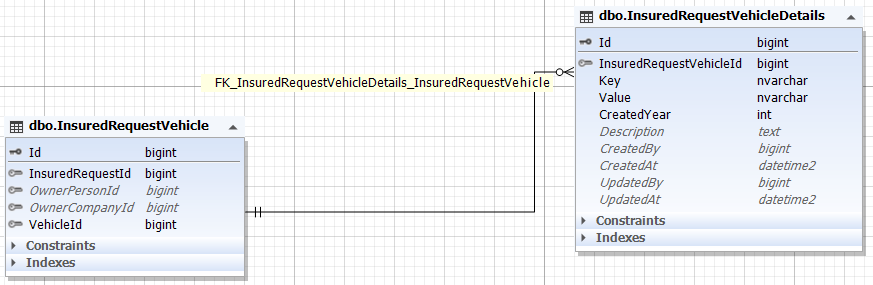 dbo.InsuredRequestVehicleDetails
Id bigint
InsuredRequestVehicleId bigint
Key nvarchar
Value nvarchar
CreatedYear int
Description text
CreatedBy bigint
CreatedAt datetime2
UpdatedBy bigint
UpdatedAt datetime2
Constraints
Indexes
FK_InsuredRequestVehicleDetails_InsuredRequestVehicle
dbo.InsuredRequestVehicle
Id bigint
InsuredRequestId bigint
OwnerPersonId bigint
OwnerCompanyId bigint
VehicleId bigint
Constraints
Indexes